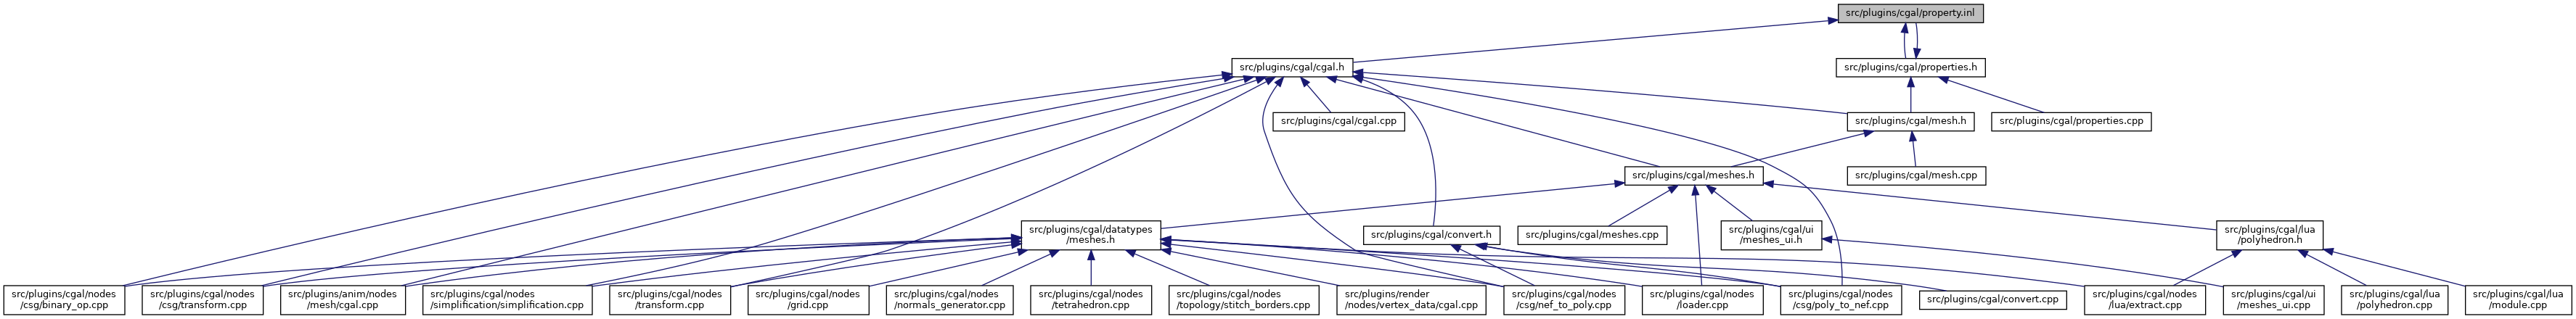 src/plugins/cgal/property.inl
src/plugins/cgal/cgal.h
src/plugins/cgal/properties.h
src/plugins/cgal/cgal.cpp
src/plugins/cgal/mesh.h
src/plugins/cgal/properties.cpp
src/plugins/cgal/meshes.h
src/plugins/cgal/mesh.cpp
src/plugins/cgal/datatypes
/meshes.h
src/plugins/cgal/convert.h
src/plugins/cgal/meshes.cpp
src/plugins/cgal/ui
/meshes_ui.h
src/plugins/cgal/lua
/polyhedron.h
src/plugins/cgal/nodes
/csg/binary_op.cpp
src/plugins/cgal/nodes
/csg/transform.cpp
src/plugins/anim/nodes
/mesh/cgal.cpp
src/plugins/cgal/nodes
/simplification/simplification.cpp
src/plugins/cgal/nodes
/transform.cpp
src/plugins/cgal/nodes
/grid.cpp
src/plugins/cgal/nodes
/normals_generator.cpp
src/plugins/cgal/nodes
/tetrahedron.cpp
src/plugins/cgal/nodes
/topology/stitch_borders.cpp
src/plugins/render
/nodes/vertex_data/cgal.cpp
src/plugins/cgal/nodes
/csg/nef_to_poly.cpp
src/plugins/cgal/nodes
/loader.cpp
src/plugins/cgal/nodes
/csg/poly_to_nef.cpp
src/plugins/cgal/convert.cpp
src/plugins/cgal/nodes
/lua/extract.cpp
src/plugins/cgal/ui
/meshes_ui.cpp
src/plugins/cgal/lua
/polyhedron.cpp
src/plugins/cgal/lua
/module.cpp